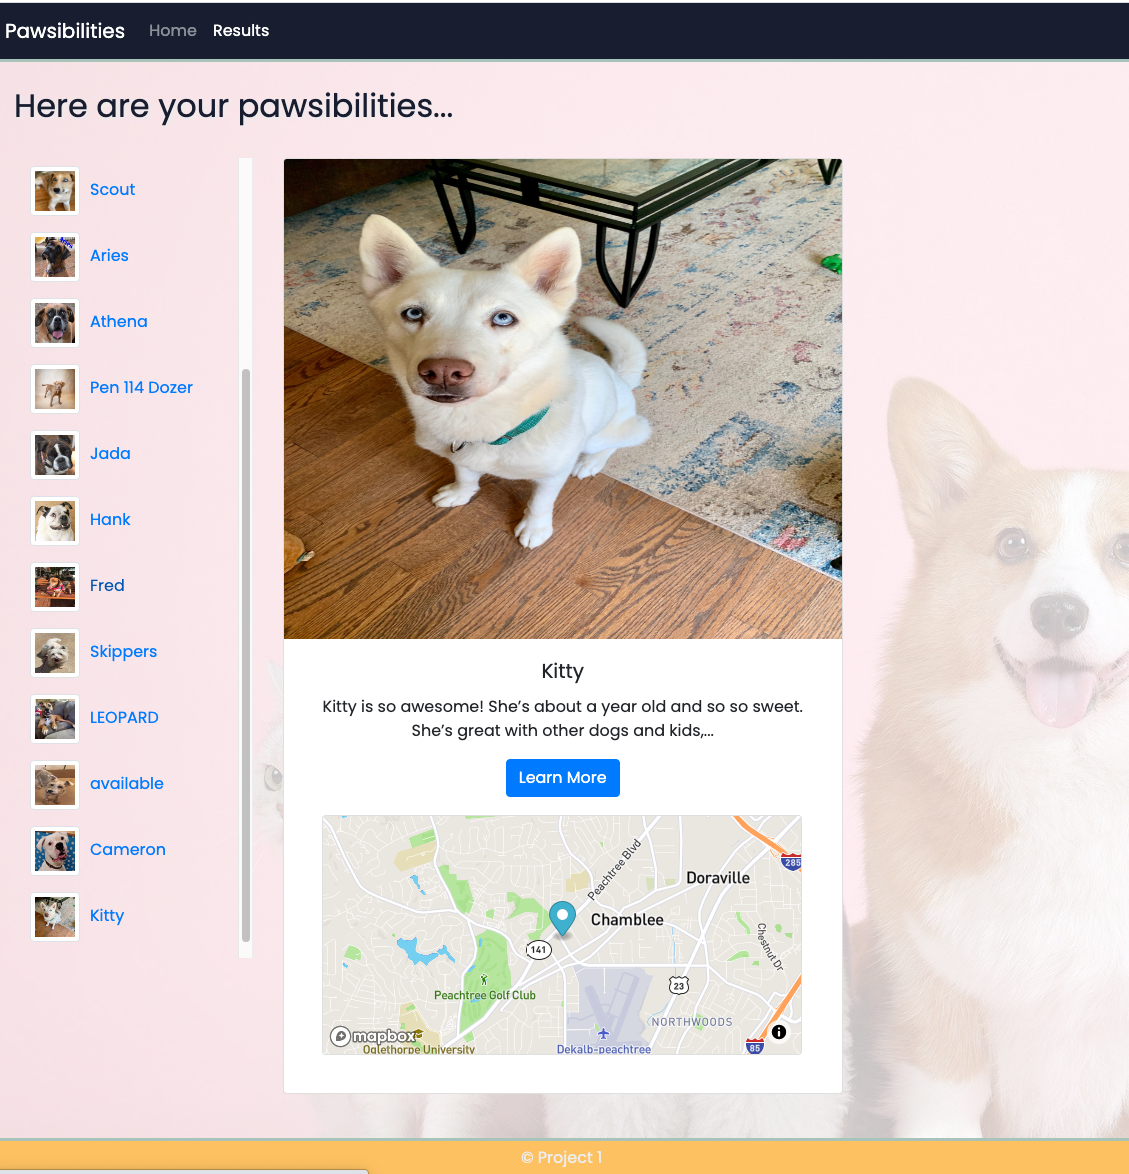 Pawsibilities Home Results
Here are your pawsibilities...
Scout
Aries
Athena
Pen 114 Dozer
Jada
Hank
Fred
Skippers
LEOPARD
available
Cameron
Kitty
Kitty
Kitty is so awesome! She’s about a year old and so so sweet.
She’s great with other dogs and kids,...
Learn More
Peachtree Blvd
285
Doraville
Chamblee
Chestnut Dr
141
23
Peachtree Golf Club
NORTHWOODS
mapbox
Oglethorpe University
Dekalb-peachtree
85
© Project 1